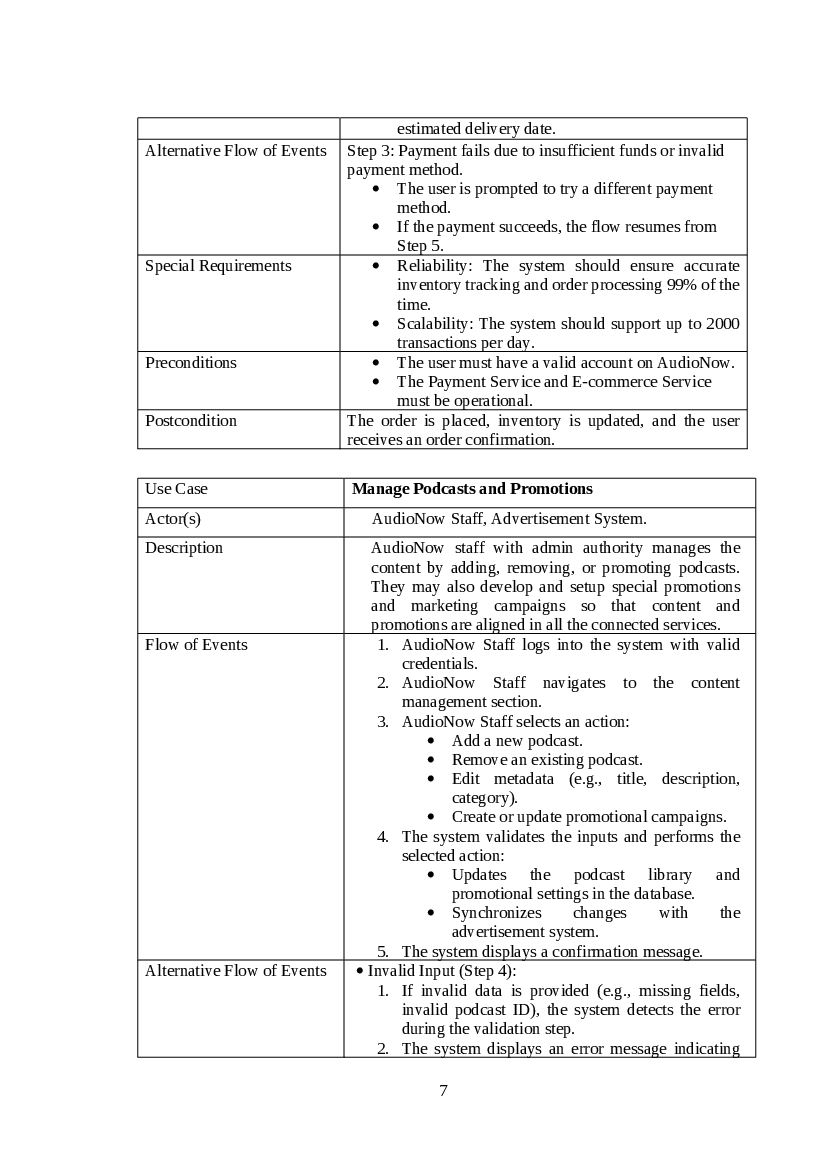 estimated delivery date.
Alternative Flow of Events
Step 3: Payment fails due to insufficient funds or invalid
payment method.
• The user is prompted to try a different payment
method.
• If the payment succeeds, the flow resumes from
Step 5.
Special Requirements
• Reliability: The system should ensure accurate
inventory tracking and order processing 99% of the
time.
• Scalability: The system should support up to 2000
transactions per day.
Preconditions
• The user must have a valid account on AudioNow.
• The Payment Service and E-commerce Service
must be operational.
Postcondition
The order is placed, inventory is updated, and the user
receives an order confirmation.
Use Case
Manage Podcasts and Promotions
Actor(s)
AudioNow Staff, Advertisement System.
Description
AudioNow staff with admin authority manages the
content by adding, removing, or promoting podcasts.
They may also develop and setup special promotions
and marketing campaigns so that content and
promotions are aligned in all the connected services.
Flow of Events
1. AudioNow Staff logs into the system with valid
credentials.
2. AudioNow Staff navigates to the content
management section.
3. AudioNow Staff selects an action:
• Add a new podcast.
• Remove an existing podcast.
• Edit metadata (e.g., title, description,
category).
• Create or update promotional campaigns.
4. The system validates the inputs and performs the
selected action:
• Updates the podcast library and
promotional settings in the database.
• Synchronizes changes with the
advertisement system.
5. The system displays a confirmation message.
Alternative Flow of Events
• Invalid Input (Step 4):
1. If invalid data is provided (e.g., missing fields,
invalid podcast ID), the system detects the error
during the validation step.
2. The system displays an error message indicating
7